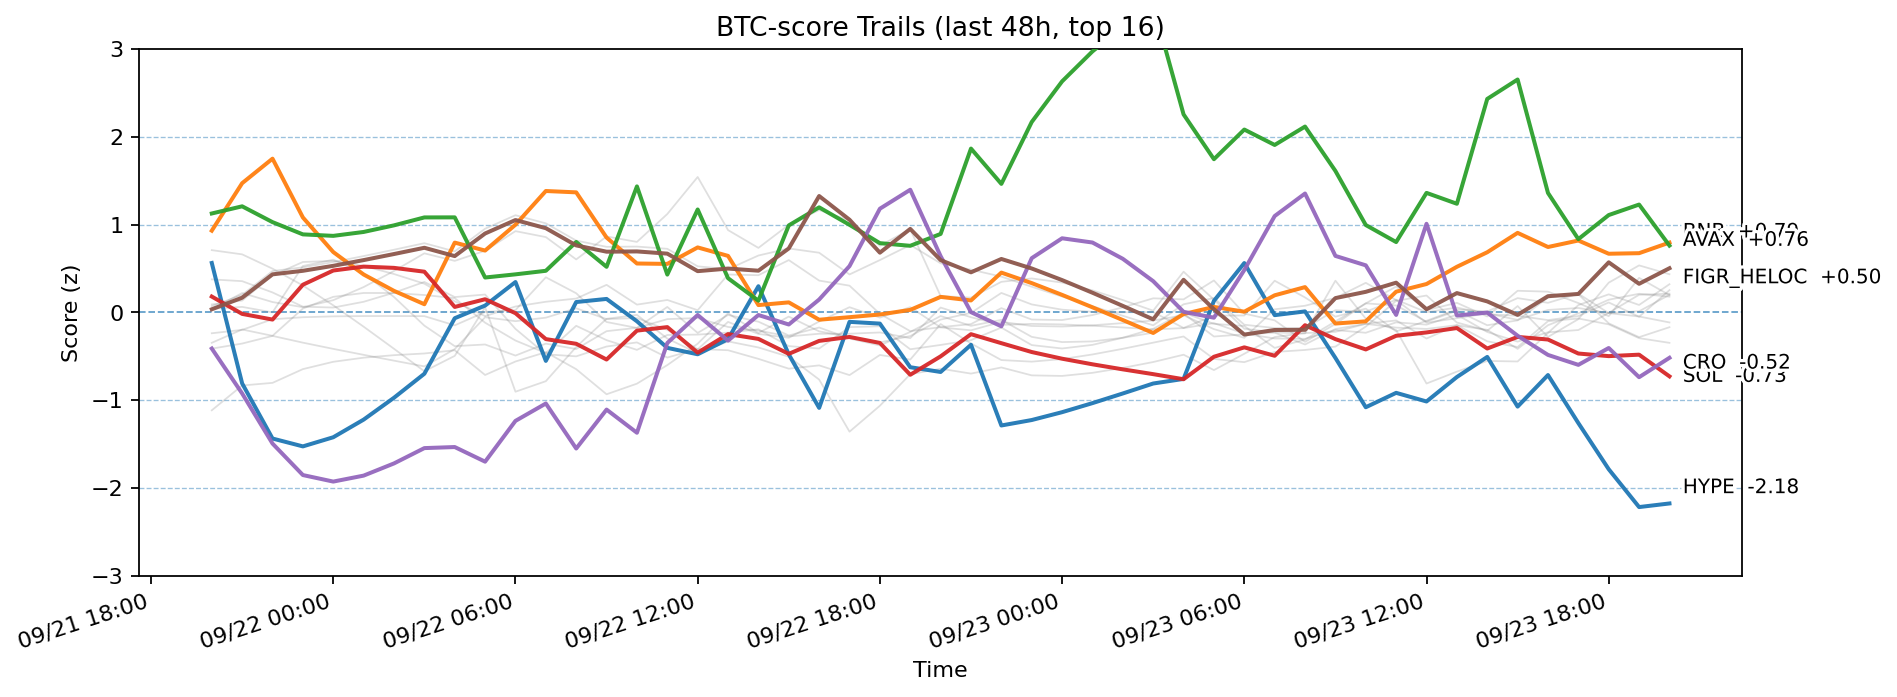 BTC-score Trails (last 48h, top 16)
Score (z)
3
2
1
0
−1
−2
−3
AVAX +0.76
FIGR_HELOC +0.50
CRO -0.52
SOL -0.73
HYPE -2.18
09/21 18:00
09/22 00:00
09/22 06:00
09/22 12:00
09/22 18:00
09/23 00:00
09/23 06:00
09/23 12:00
09/23 18:00
Time